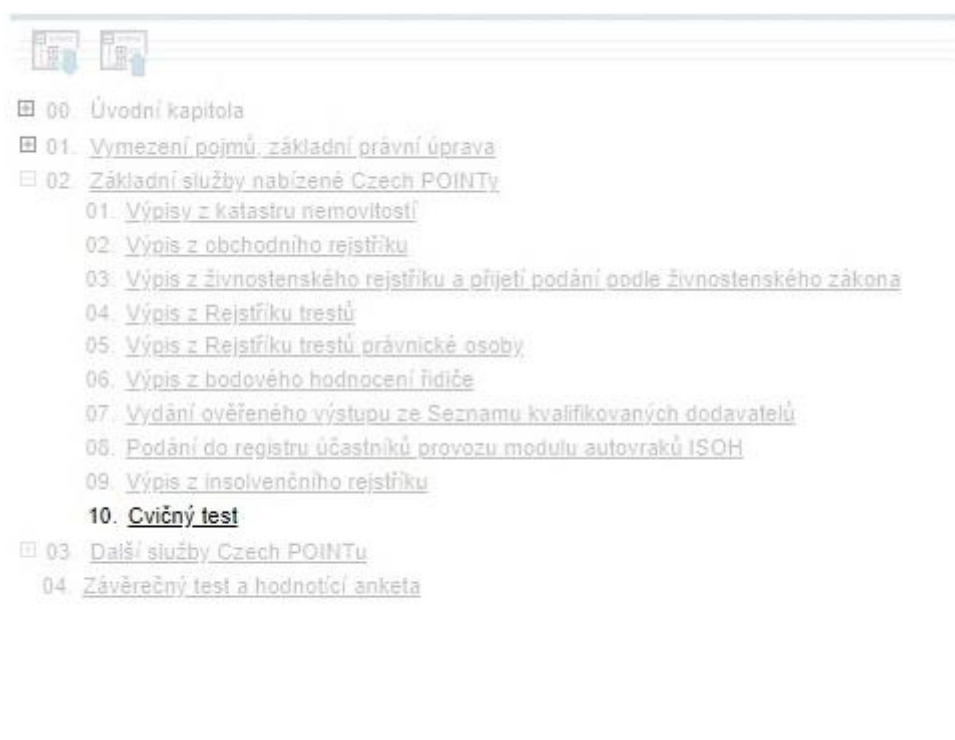 00. Úvodní kapitola
01. Vymezení pojmů, základní právní úprava
02. Základní služby nabízené Czech POINTy
01. Výpisy z katastru nemovitostí
02. Výpis z obchodního rejstříku
03. Výpis z živnostenského rejstříku a přijetí podání podle živnostenského zákona
04. Výpis z Rejstříku trestů
05. Výpis z Rejstříku trestů právnické osoby
06. Výpis z bodového hodnocení řidiče
07. Vydání ověřeného výstupu ze Seznamu kvalifikovaných dodavatelů
08. Podání do registru účastníků provozu modulu autovraků ISOH
09. Výpis z insolvenčního rejstříku
10. Cvičný test
03. Další služby Czech POINTu
04. Závěrečný test a hodnotící anketa